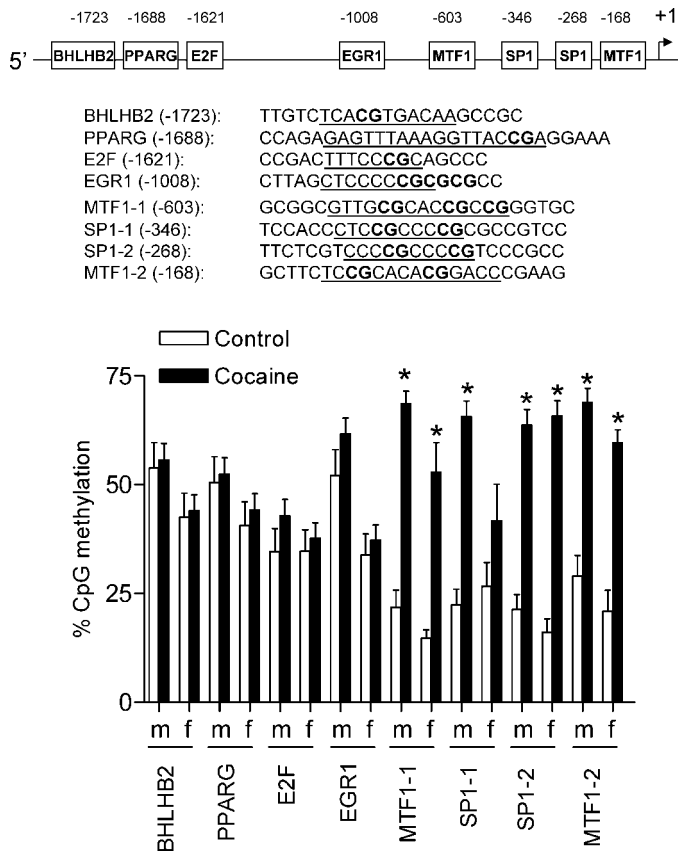 -1723 -1688 -1621 -1008 -603 -346 -268 -168 +1
5’ BHLHB2 PPARG E2F EGR1 MTF1 SP1 SP1 MTF1
BHLHB2 (-1723): TTGTCTCACGTGACAAGCCGC
PPARG (-1688): CCAGAGAGTTTAAAGGTTACCGAGGAAA
E2F (-1621): CCGACTTTCCCGCAGCCC
EGR1 (-1008): CTTAGCTCCCCCGCGCGCC
MTF1-1 (-603): GCGGCGTTGCGCACCGCCGGGTGC
SP1-1 (-346): TCCACCCTCCGCCCCGCGCCGTCC
SP1-2 (-268): TTCTCGTCCCCGCCCCGTCCCGCC
MTF1-2 (-168): GCTTCTTCCGCACACGGACCCGAAG
Control
Cocaine
% CpG methylation
75
50
25
0
* * * * * * *
m f m f m f m f m f m f m f m f
BHLHB2 PPARG E2F EGR1 MTF1-1 SP1-1 SP1-2 MTF1-2